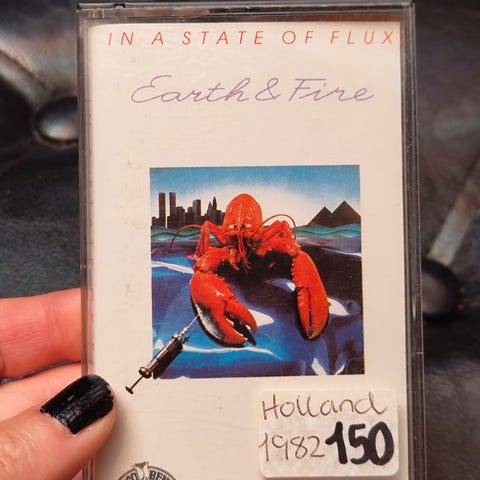 IN A STATE OF FLUX
Earth & Fire
Holland
1982 150